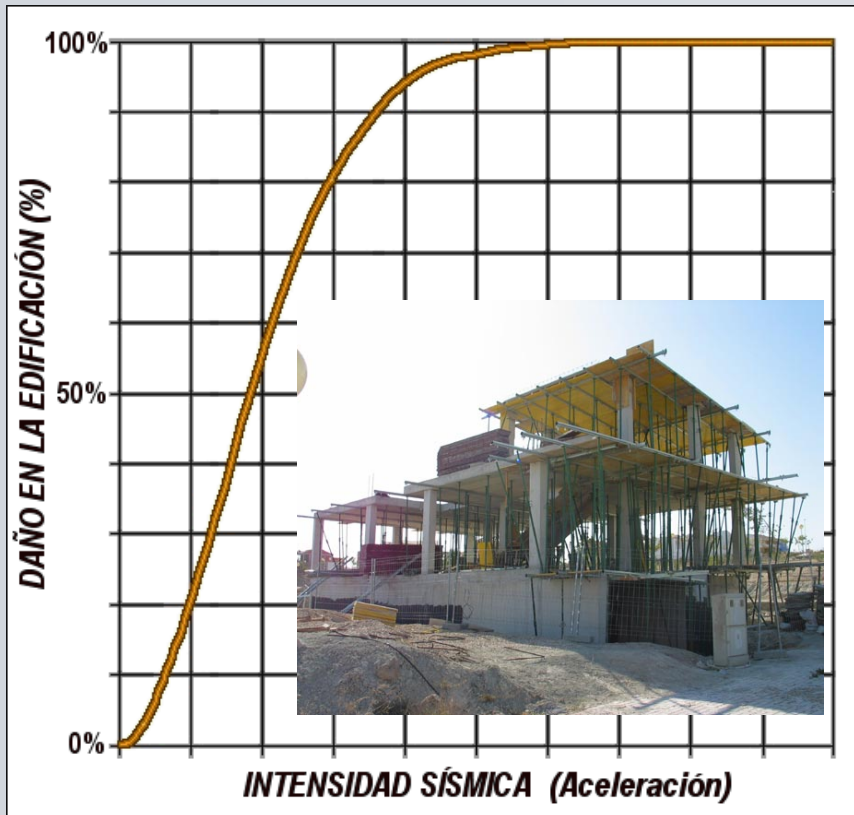 100%
DAÑO EN LA EDIFICACIÓN (%)
50%
0%
INTENSIDAD SÍSMICA (Aceleración)